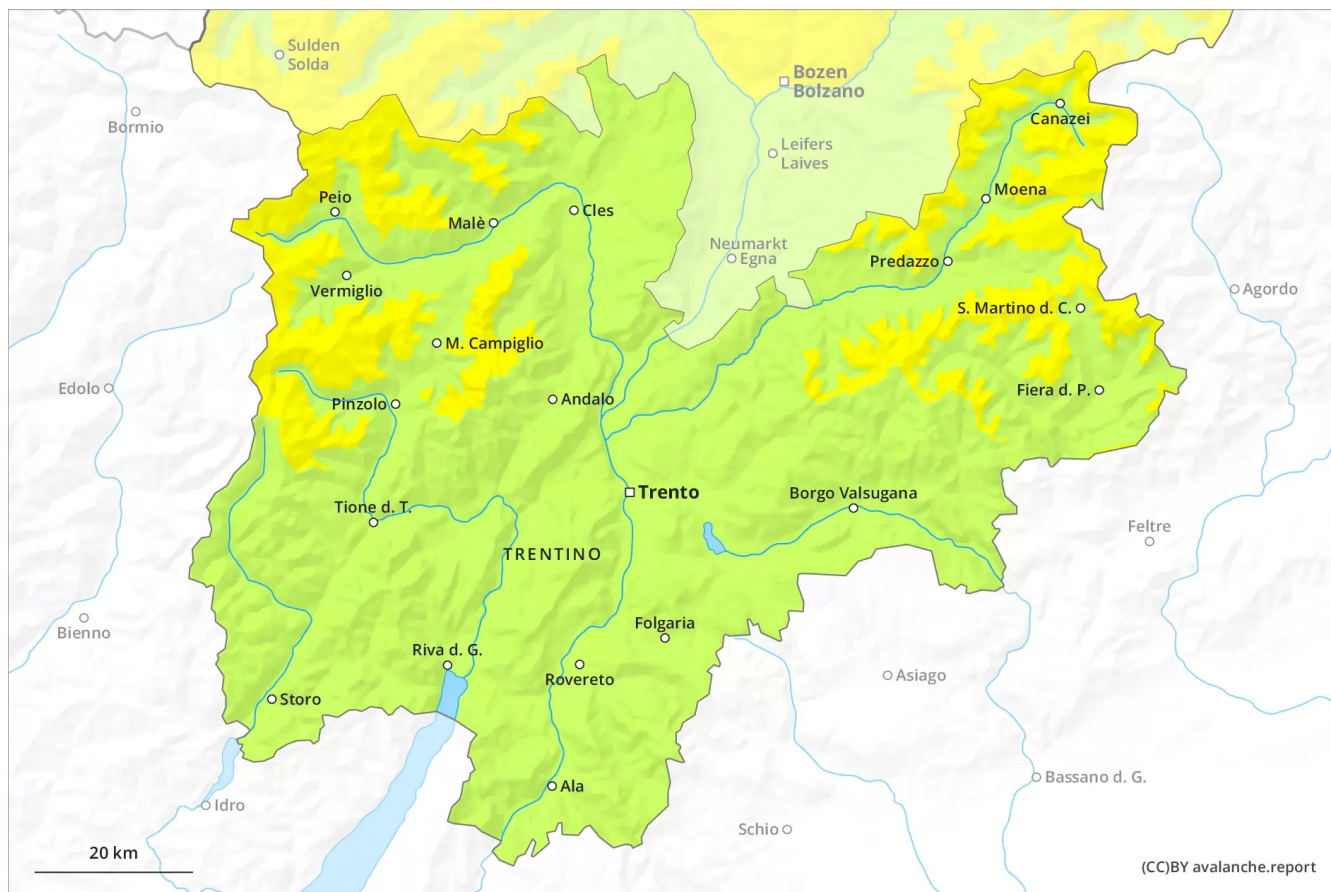 Sulden
Solda
Bozen
Bolzano
Bormio
Canazei
Leifers
Laives
Peio
Moena
Malè
Cles
Neumarkt
Egna
Predazzo
Vermiglio
Agordo
S. Martino d. C.
M. Campiglio
Edolo
Fiera d. P.
Pinzolo
Andalo
Trento
Borgo Valsugana
Tione d. T.
Feltre
TRENTINO
Bienno
Folgaria
Riva d. G.
Asiago
Rovereto
Storo
Bassano d. G.
Ala
Idro
Schio
20 km
(CC)BY avalanche.report